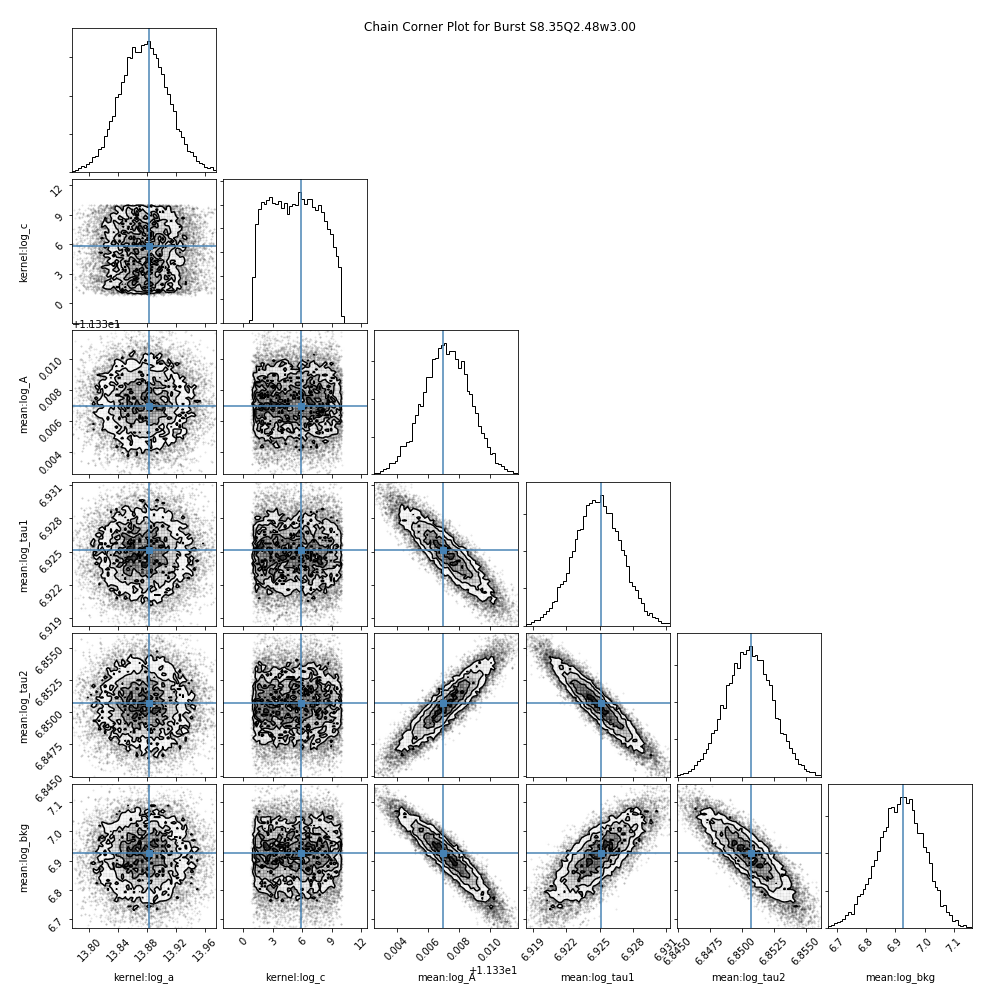 Chain Corner Plot for Burst S8.35Q2.48w3.00
kernel:log_c
12
9
6
3
0
+1.133e1
mean:log_A
0.010
0.008
0.006
0.004
mean:log_tau1
6.931
6.928
6.925
6.922
6.919
mean:log_tau2
6.8550
6.8525
6.8500
6.8475
6.8450
mean:log_bkg
7.1
7.0
6.9
6.8
6.7
13.80 13.84 13.88 13.92 13.96 0 3 6 9 12 0.004 0.006 0.008 0.010 6.919 6.922 6.925 6.928 6.931 6.8450 6.8475 6.8500 6.8525 6.8550 6.7 6.8 6.9 7.0 7.1
+1.133e1
kernel:log_a kernel:log_c mean:log_A mean:log_tau1 mean:log_tau2 mean:log_bkg